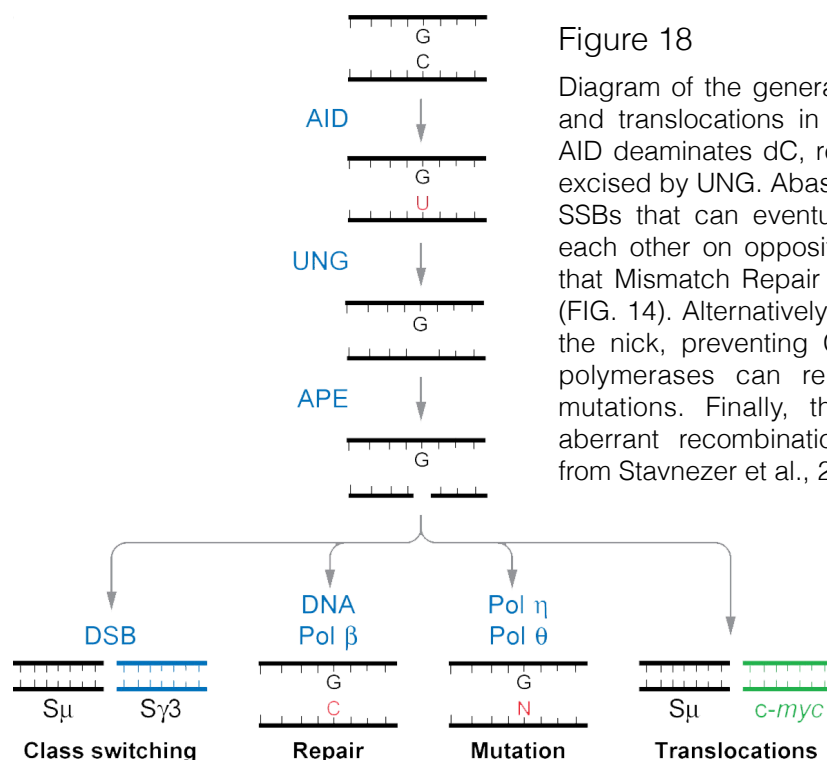 G
C
AID
G
U
UNG
G
APE
G
Figure 18
Diagram of the genera
and translocations in
AID deaminates dC, re
excised by UNG. Abas
SSBs that can eventu
each other on opposit
that Mismatch Repair
(FIG. 14). Alternatively
the nick, preventing C
polymerases can re
mutations. Finally, th
aberrant recombinatio
from Stavnezer et al., 2
DSB
Sμ Sγ3
Class switching
DNA
Pol β
G
C
Repair
Pol η
Pol θ
G
N
Mutation
Sμ c-myc
Translocations